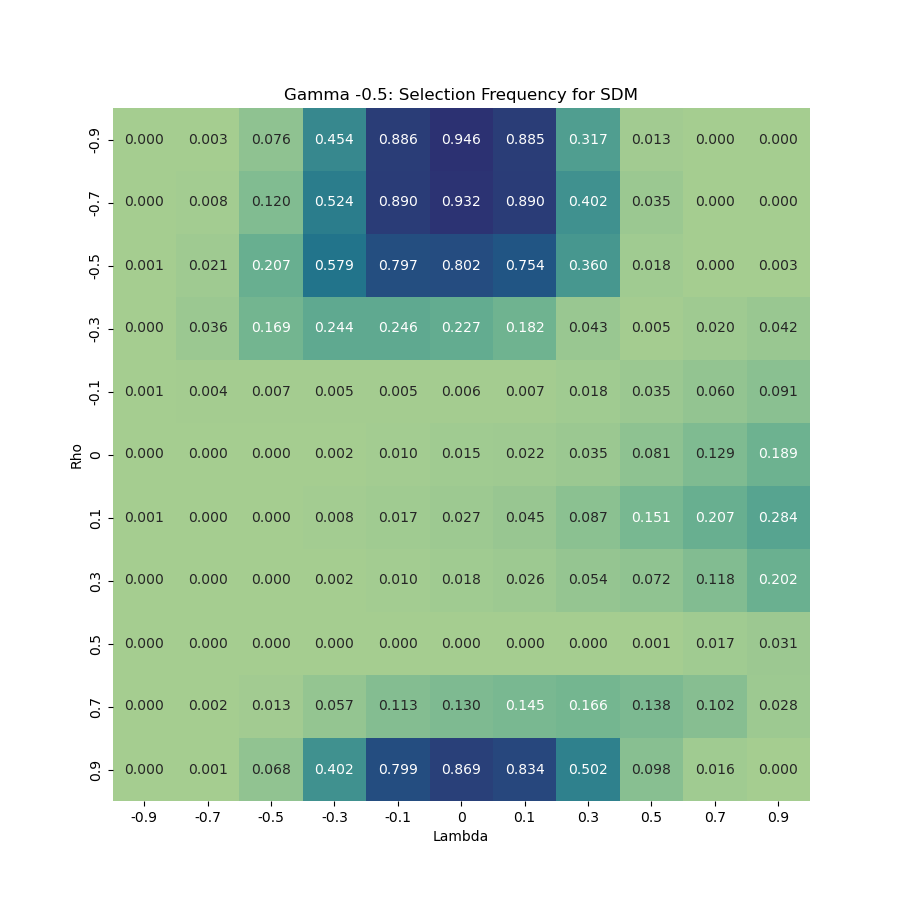 Gamma -0.5: Selection Frequency for SDM
-0.9 0.000 0.003 0.076 0.454 0.886 0.946 0.885 0.317 0.013 0.000 0.000
-0.7 0.000 0.008 0.120 0.524 0.890 0.932 0.890 0.402 0.035 0.000 0.000
-0.5 0.001 0.021 0.207 0.579 0.797 0.802 0.754 0.360 0.018 0.000 0.003
-0.3 0.000 0.036 0.169 0.244 0.246 0.227 0.182 0.043 0.005 0.020 0.042
-0.1 0.001 0.004 0.007 0.005 0.005 0.006 0.007 0.018 0.035 0.060 0.091
Rho
0 0.000 0.000 0.000 0.002 0.010 0.015 0.022 0.035 0.081 0.129 0.189
0.1 0.001 0.000 0.000 0.008 0.017 0.027 0.045 0.087 0.151 0.207 0.284
0.3 0.000 0.000 0.000 0.002 0.010 0.018 0.026 0.054 0.072 0.118 0.202
0.5 0.000 0.000 0.000 0.000 0.000 0.000 0.000 0.000 0.001 0.017 0.031
0.7 0.000 0.002 0.013 0.057 0.113 0.130 0.145 0.166 0.138 0.102 0.028
0.9 0.000 0.001 0.068 0.402 0.799 0.869 0.834 0.502 0.098 0.016 0.000
-0.9 -0.7 -0.5 -0.3 -0.1 0 0.1 0.3 0.5 0.7 0.9
Lambda